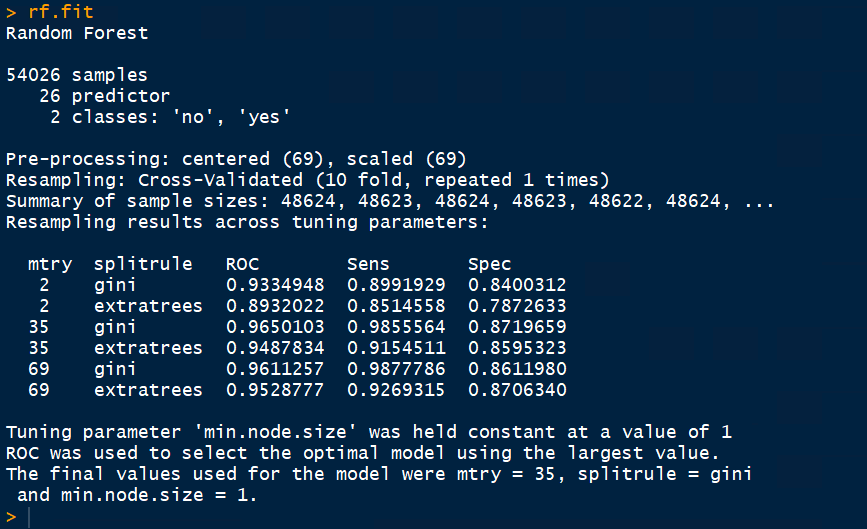 > rf.fit
Random Forest

54026 samples
   26 predictor
    2 classes: 'no', 'yes'

Pre-processing: centered (69), scaled (69)
Resampling: Cross-Validated (10 fold, repeated 1 times)
Summary of sample sizes: 48624, 48623, 48624, 48623, 48622, 48624, ...
Resampling results across tuning parameters:

  mtry  splitrule   ROC        Sens       Spec
   2    gini        0.9334948  0.8991929  0.8400312
   2    extratrees  0.8932022  0.8514558  0.7872633
  35    gini        0.9650103  0.9855564  0.8719659
  35    extratrees  0.9487834  0.9154511  0.8595323
  69    gini        0.9611257  0.9877786  0.8611980
  69    extratrees  0.9528777  0.9269315  0.8706340

Tuning parameter 'min.node.size' was held constant at a value of 1
ROC was used to select the optimal model using the largest value.
The final values used for the model were mtry = 35, splitrule = gini
 and min.node.size = 1.
>